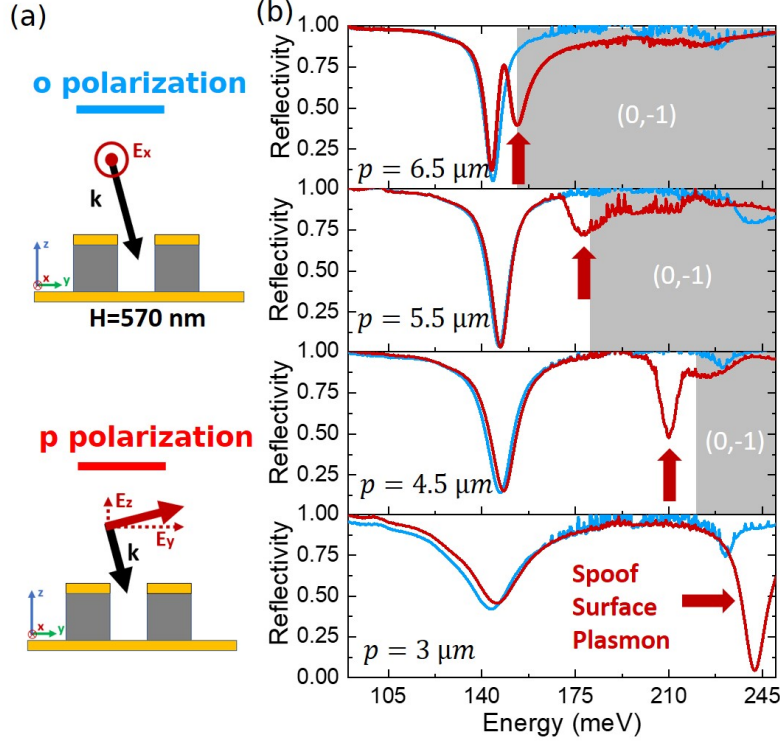 (a)
o polarization
Ex
k
z
x
y
H=570 nm
p polarization
Ez
Ey
k
z
x
y
(b)
Reflectivity
1.00
0.75
0.50
0.25
(0,-1)
p = 6.5 µm
Reflectivity
1.00
0.75
0.50
0.25
(0,-1)
p = 5.5 µm
Reflectivity
1.00
0.75
0.50
0.25
(0,-1)
p = 4.5 µm
Reflectivity
1.00
0.75
0.50
0.25
0.00
Spoof
Surface
Plasmon
p = 3 µm
105 140 175 210 245
Energy (meV)